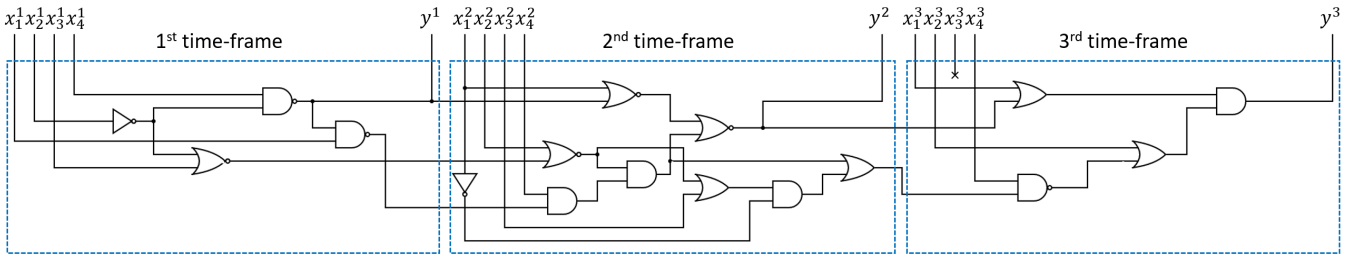 x₁¹x₂¹x₃¹x₄¹ y¹ x₁²x₂²x₃²x₄² y² x₁³x₂³x₃³x₄³ y³
1st time-frame 2nd time-frame 3rd time-frame